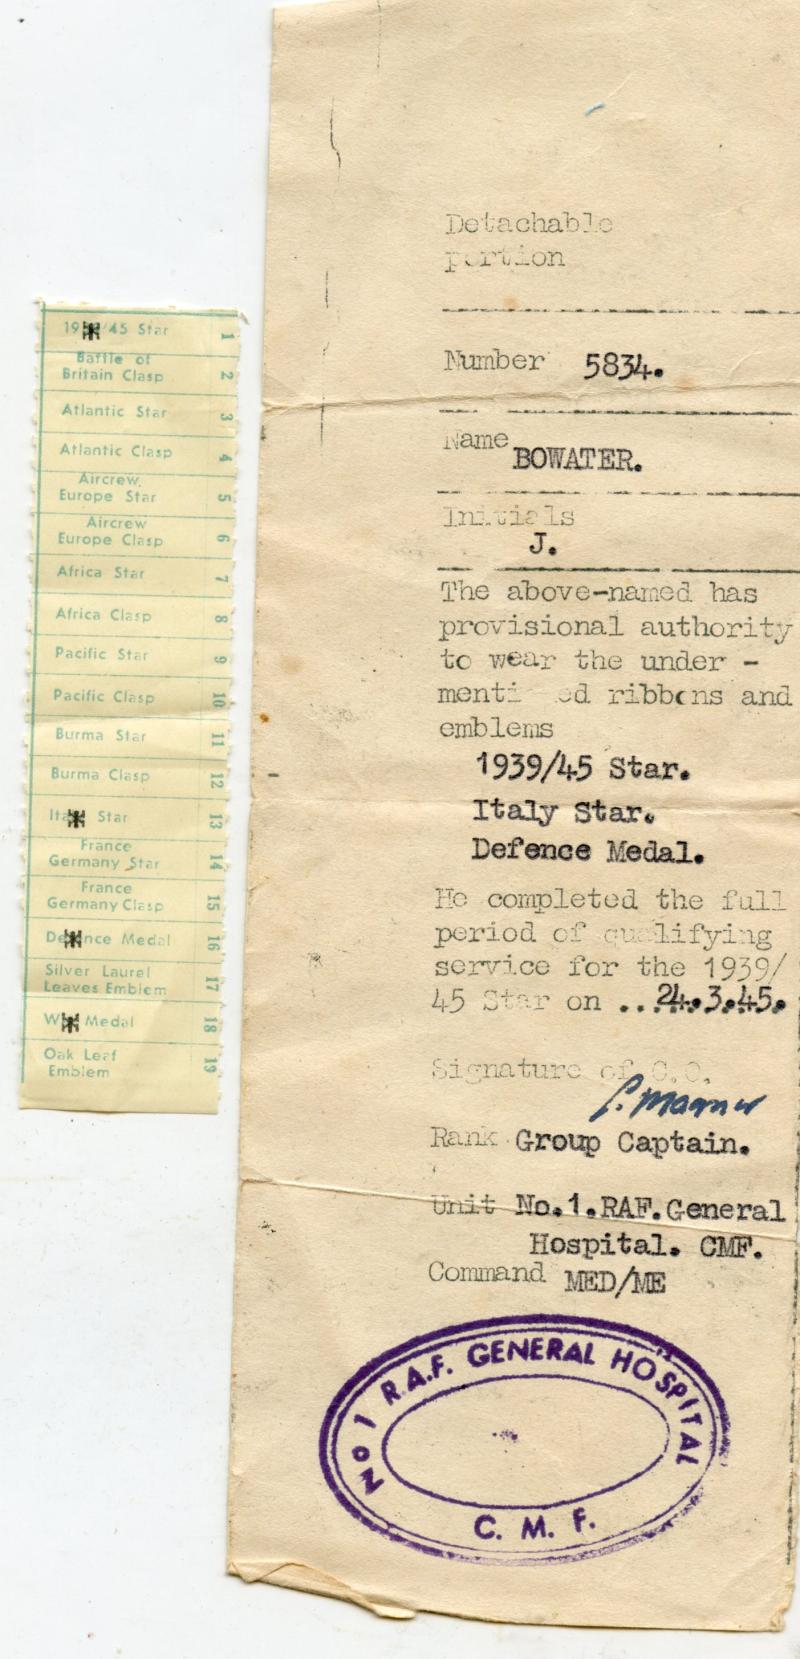 19 /45 Star 1
Battle of
Britain Clasp 2
Atlantic Star 3
Atlantic Clasp 4
Aircrew
Europe Star 5
Aircrew
Europe Clasp 6
Africa Star 7
Africa Clasp 8
Pacific Star 9
Pacific Clasp 10
Burma Star 11
Burma Clasp 12
Ita Star 13
France
Germany Star 14
France
Germany Clasp 15
De nce Medal 16
Silver Laurel
Leaves Emblem 17
W Medal 18
Oak Leaf
Emblem 19
Detachable
portion
Number 5834.
Name BOWATER.
Initials
J.
The above-named has
provisional authority
to wear the under -
menti ed ribbons and
emblems
1939/45 Star.
Italy Star.
Defence Medal.
He completed the full
period of qualifying
service for the 1939/
45 Star on ..24.3.45.
Signature of C.O.
Rank Group Captain.
Unit No.1.RAF.General
Hospital. CMF.
Command MED/ME
No 1 R.A.F. GENERAL HOSPITAL
C. M. F.